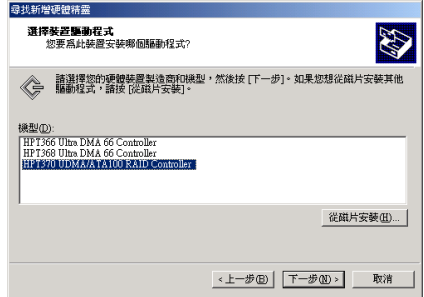 尋找新增硬體精靈
選擇裝置驅動程式
您要為此裝置安裝哪個驅動程式?
請選擇您的硬體裝置製造商和機型，然後按 [下一步]。如果您想從磁片安裝其他
驅動程式，請按 [從磁片安裝]。
機型(D):
HPT366 Ultra DMA 66 Controller
HPT368 Ultra DMA 66 Controller
HPT370 UDMA/ATA100 RAID Controller
從磁片安裝(H)...
< 上一步(B)
下一步(N) >
取消